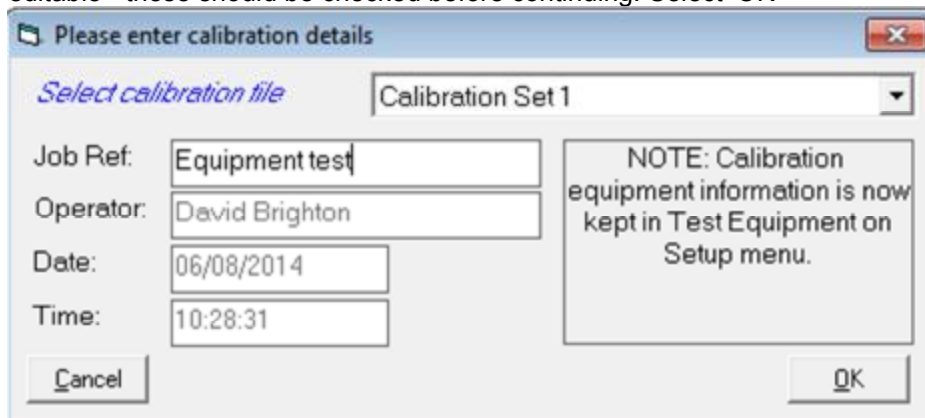 Please enter calibration details
Select calibration file
Calibration Set 1
Job Ref:
Equipment test
Operator:
David Brighton
Date:
06/08/2014
Time:
10:28:31
NOTE: Calibration
equipment information is now
kept in Test Equipment on
Setup menu.
Cancel
OK